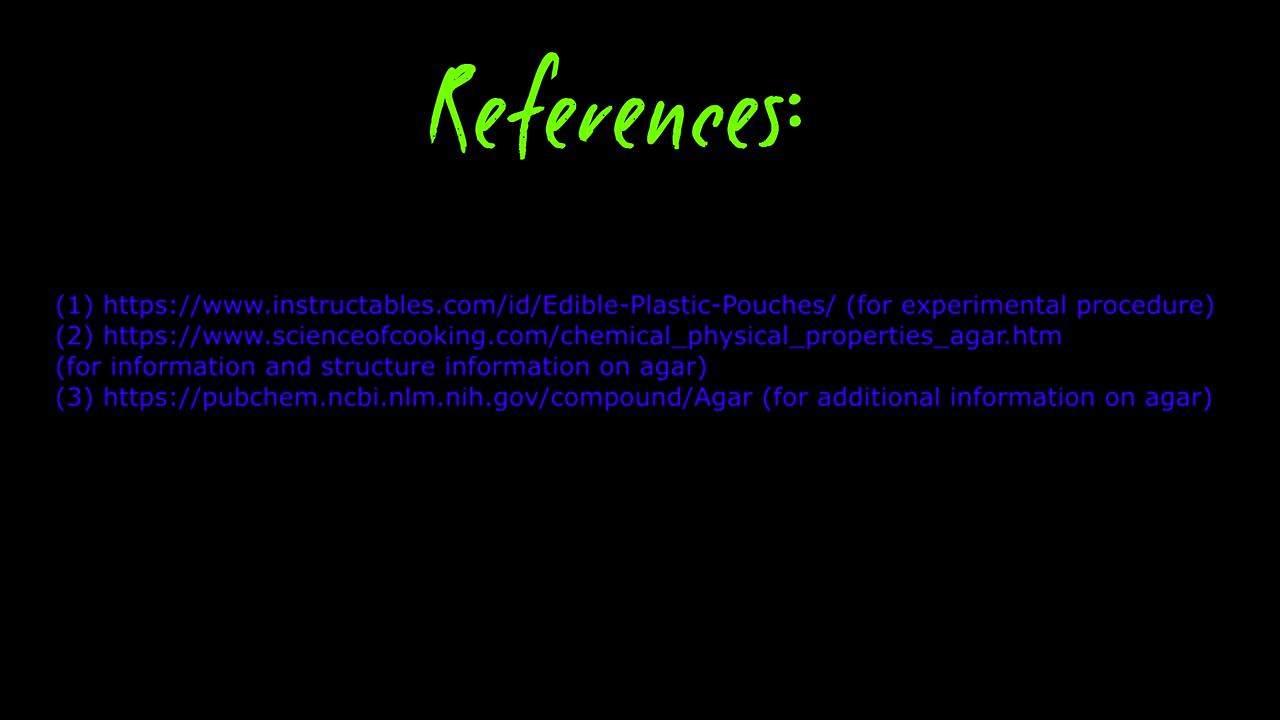 References:
(1) https://www.instructables.com/id/Edible-Plastic-Pouches/ (for experimental procedure)
(2) https://www.scienceofcooking.com/chemical_physical_properties_agar.htm
(for information and structure information on agar)
(3) https://pubchem.ncbi.nlm.nih.gov/compound/Agar (for additional information on agar)